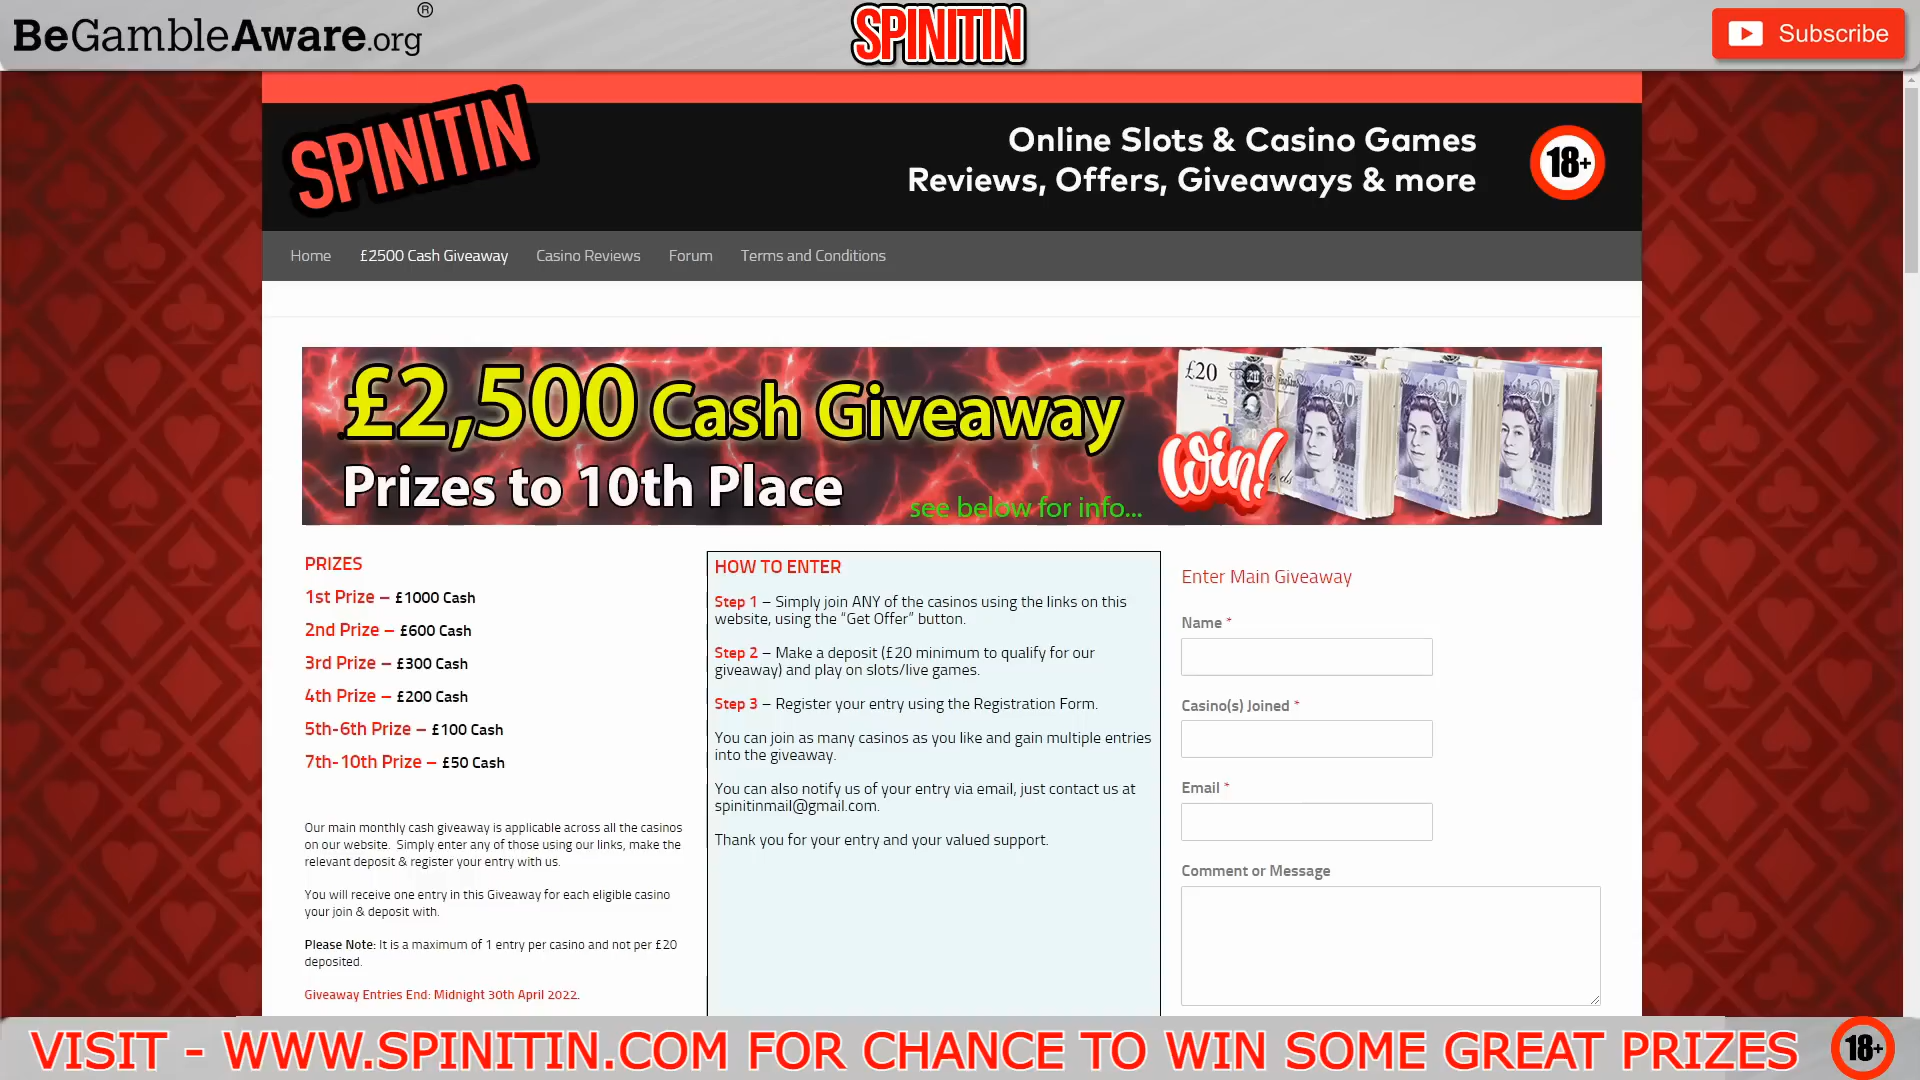 BeGambleAware.org®
SPINITIN
Subscribe
SPINITIN
Online Slots & Casino Games
Reviews, Offers, Giveaways & more
18+
Home £2500 Cash Giveaway Casino Reviews Forum Terms and Conditions
£2,500 Cash Giveaway
Prizes to 10th Place
see below for info...
Win!
£20
20
20
20
PRIZES
1st Prize – £1000 Cash
2nd Prize – £600 Cash
3rd Prize – £300 Cash
4th Prize – £200 Cash
5th-6th Prize – £100 Cash
7th-10th Prize – £50 Cash
Our main monthly cash giveaway is applicable across all the casinos
on our website. Simply enter any of those using our links, make the
relevant deposit & register your entry with us.
You will receive one entry in this Giveaway for each eligible casino
your join & deposit with.
Please Note: It is a maximum of 1 entry per casino and not per £20
deposited.
Giveaway Entries End: Midnight 30th April 2022.
HOW TO ENTER
Step 1 – Simply join ANY of the casinos using the links on this
website, using the “Get Offer” button.
Step 2 – Make a deposit (£20 minimum to qualify for our
giveaway) and play on slots/live games.
Step 3 – Register your entry using the Registration Form.
You can join as many casinos as you like and gain multiple entries
into the giveaway.
You can also notify us of your entry via email, just contact us at
spinitinmail@gmail.com.
Thank you for your entry and your valued support.
Enter Main Giveaway
Name *
Casino(s) Joined *
Email *
Comment or Message
VISIT - WWW.SPINITIN.COM FOR CHANCE TO WIN SOME GREAT PRIZES
18+